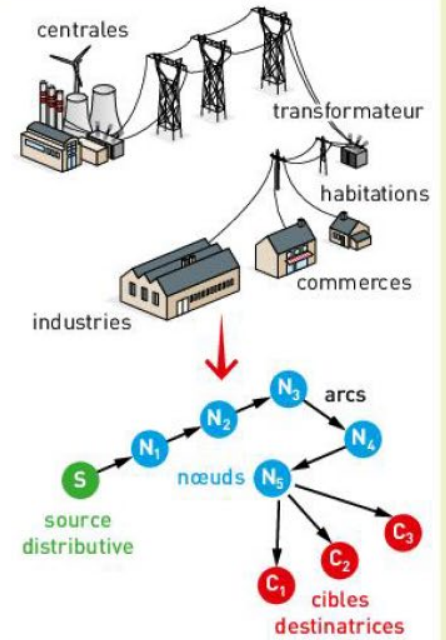 centrales
transformateur
habitations
commerces
industries
N₃ arcs
N₂
N₁ N₄
S nœuds N₅
source
distributive
C₃
C₂
C₁
cibles
destinatrices